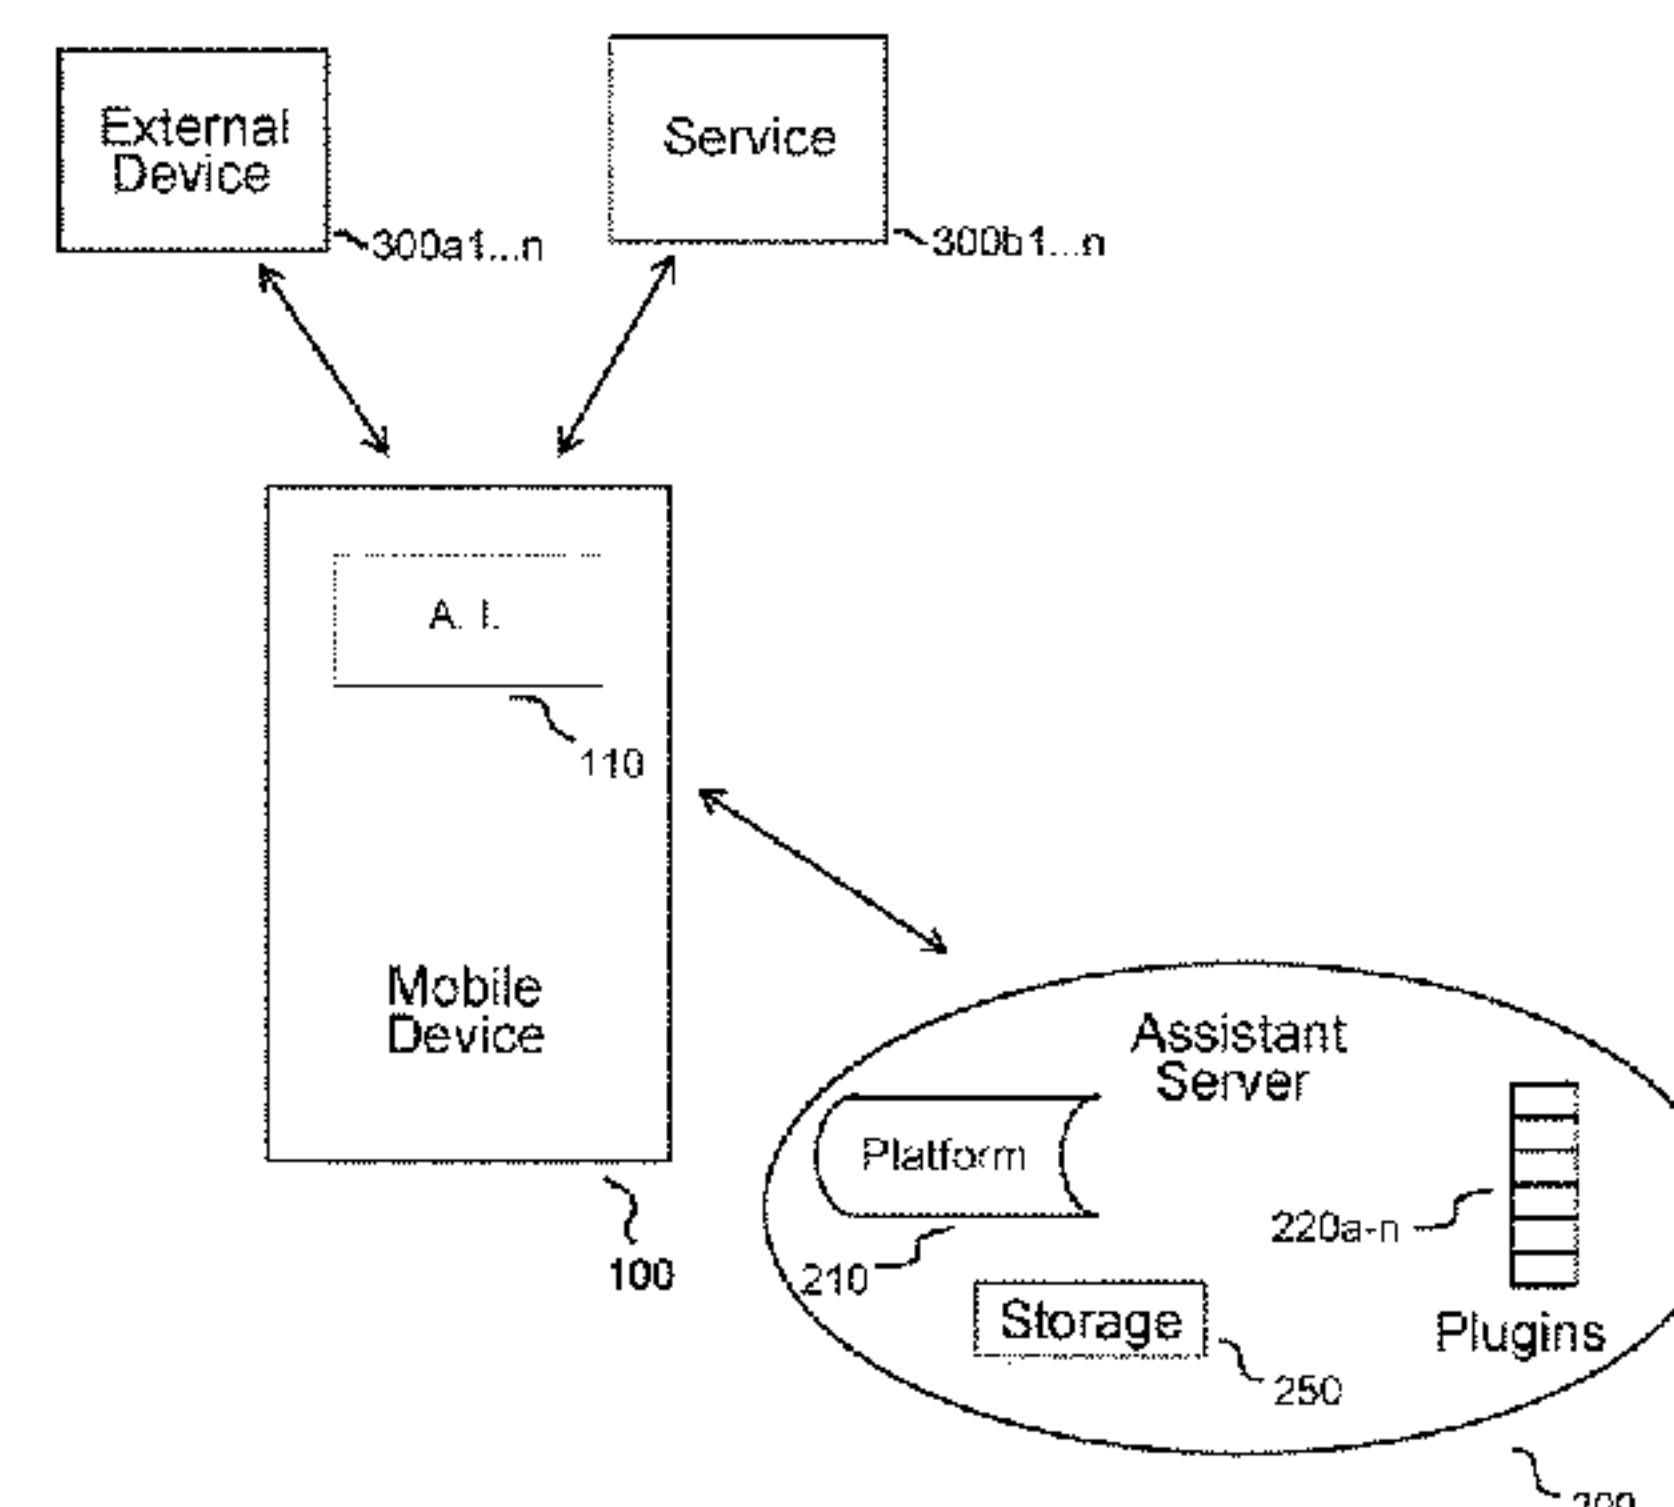 External
Device
300a1...n
Service
300b1...n
A. I.
110
Mobile
Device
100
Assistant
Server
Platform
210
220a-n
Storage
250
Plugins